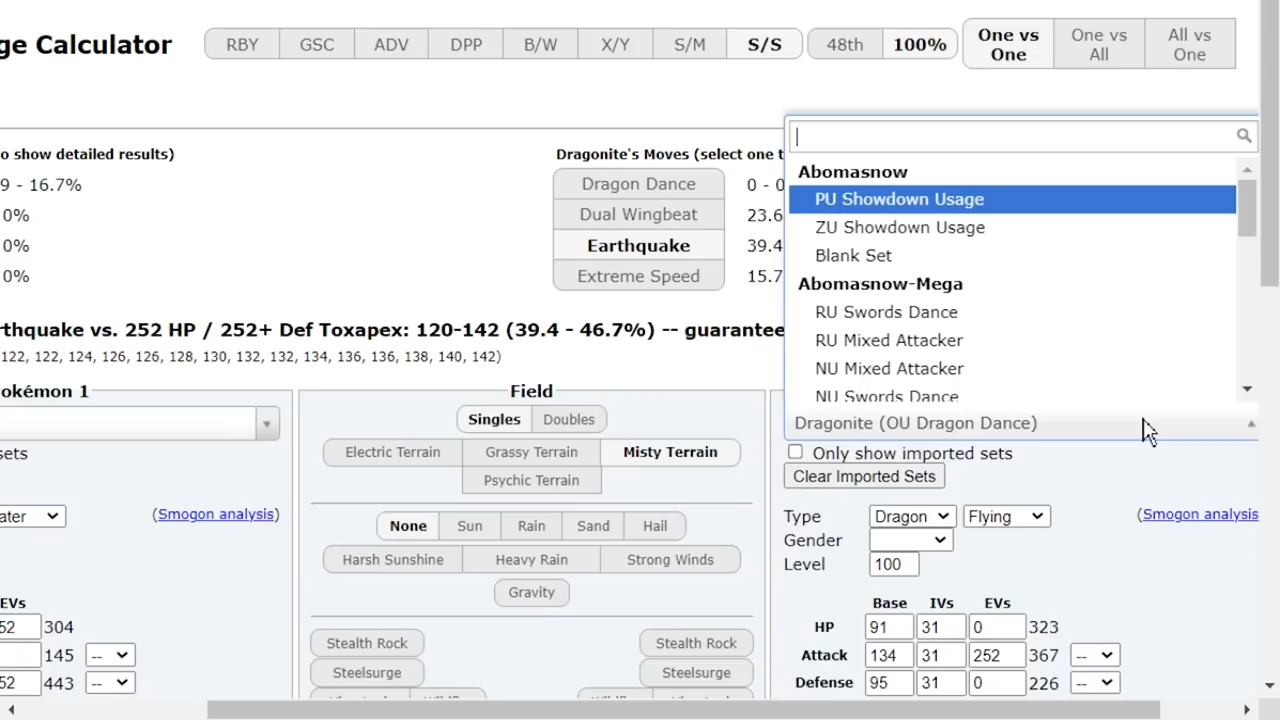 ge Calculator
RBY GSC ADV DPP B/W X/Y S/M S/S 48th 100% One vs One One vs All All vs One
o show detailed results)
9 - 16.7%
0%
0%
0%
Dragonite's Moves (select one t
Dragon Dance 0 - 0
Dual Wingbeat 23.6
Earthquake 39.4
Extreme Speed 15.7
rthquake vs. 252 HP / 252+ Def Toxapex: 120-142 (39.4 - 46.7%) -- guarantee
122, 122, 124, 126, 126, 128, 130, 132, 132, 134, 136, 136, 138, 140, 142)
Abomasnow
PU Showdown Usage
ZU Showdown Usage
Blank Set
Abomasnow-Mega
RU Swords Dance
RU Mixed Attacker
NU Mixed Attacker
NU Swords Dance
Dragonite (OU Dragon Dance)
okémon 1
sets
ater (Smogon analysis)
EVs
52 304
145 --
52 443 --
Field
Singles Doubles
Electric Terrain Grassy Terrain Misty Terrain
Psychic Terrain
None Sun Rain Sand Hail
Harsh Sunshine Heavy Rain Strong Winds
Gravity
Stealth Rock Stealth Rock
Steelsurge Steelsurge
Only show imported sets
Clear Imported Sets
Type Dragon Flying (Smogon analysis
Gender
Level 100
Base IVs EVs
HP 91 31 0 323
Attack 134 31 252 367 --
Defense 95 31 0 226 --